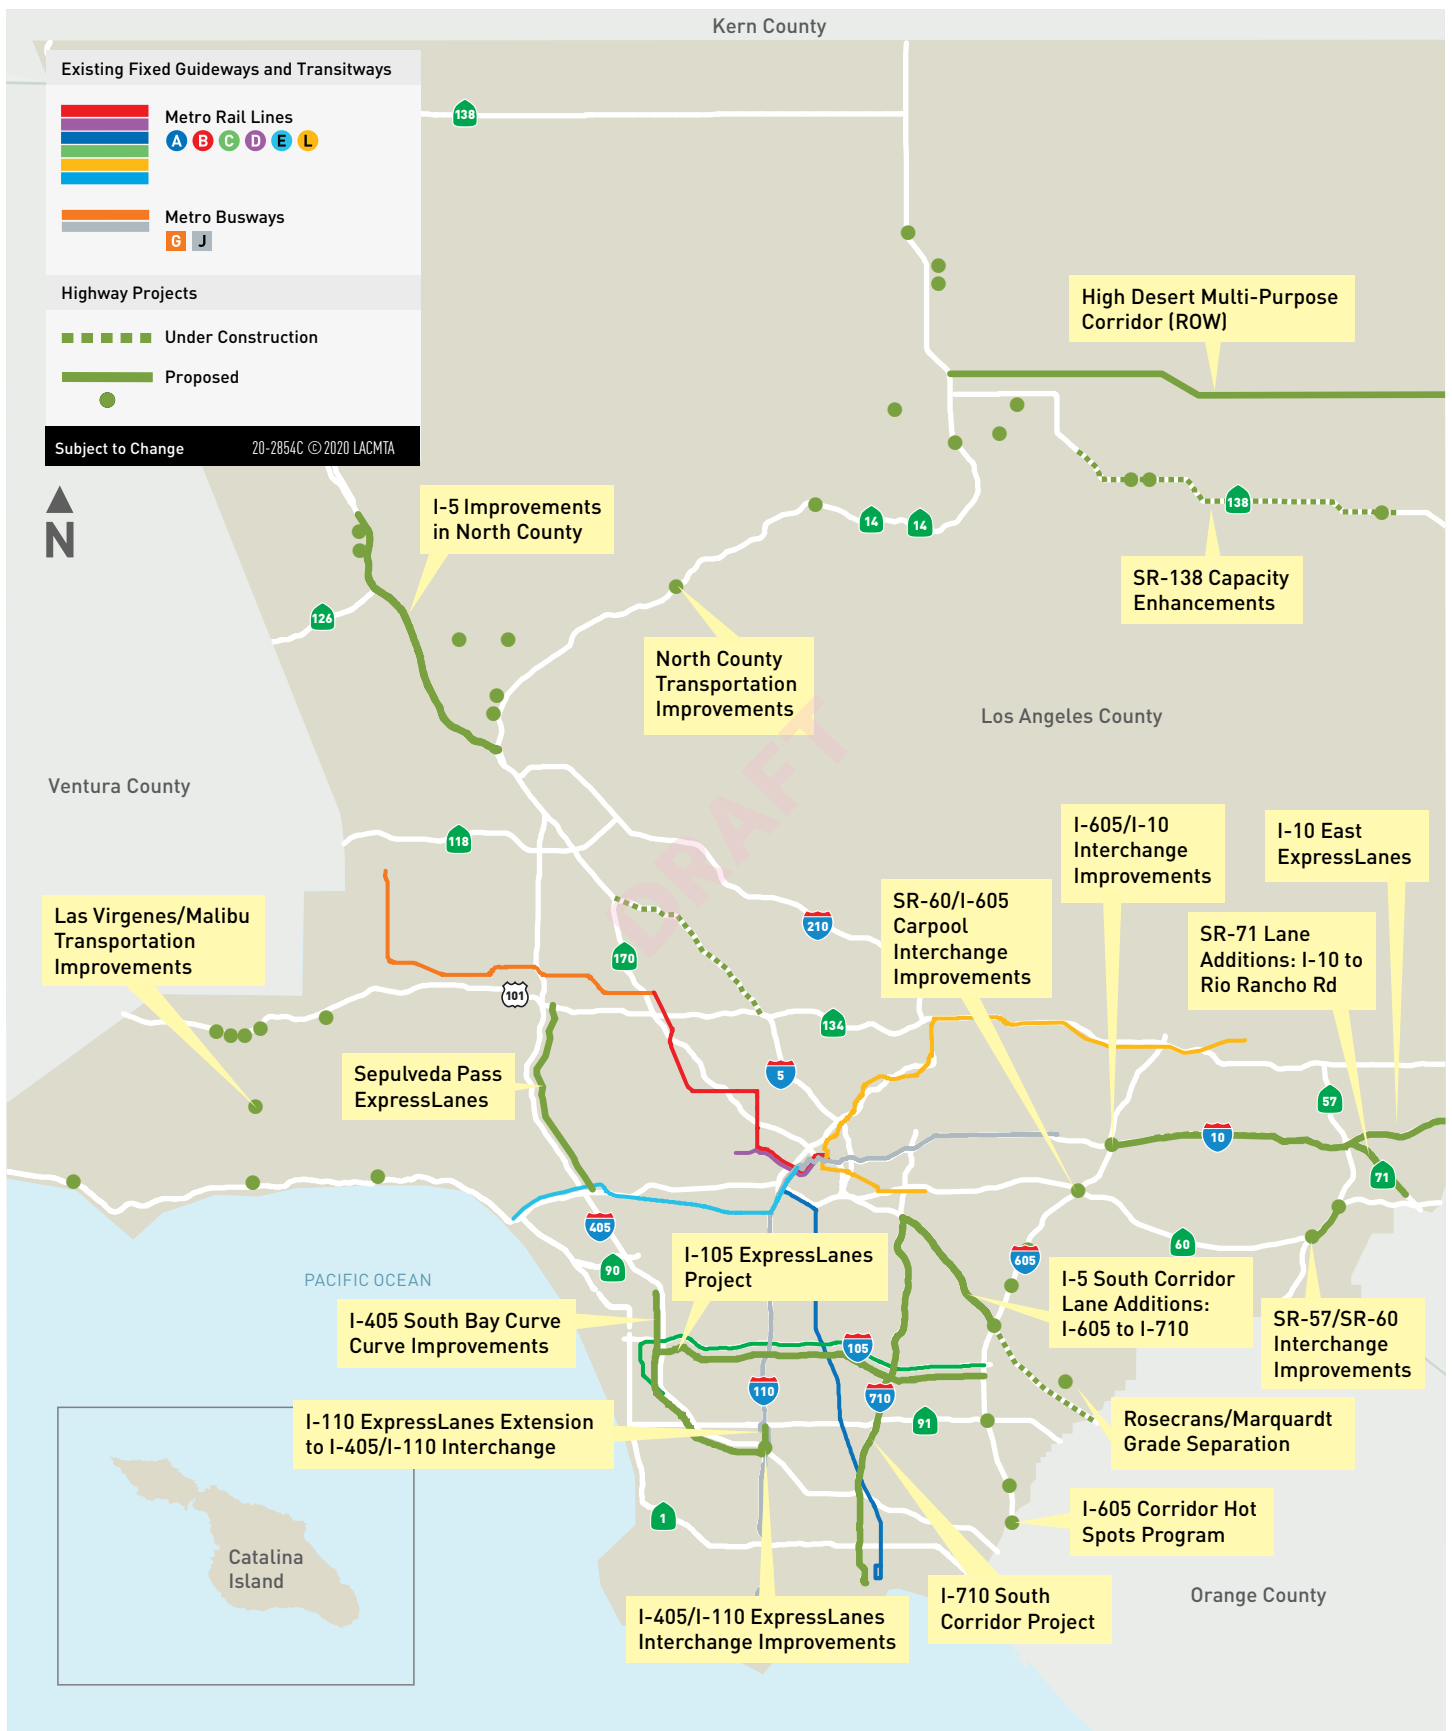 Kern County
Existing Fixed Guideways and Transitways
Metro Rail Lines
A B C D E L
Metro Busways
G J
Highway Projects
Under Construction
Proposed
Subject to Change 20-2854C © 2020 LACMTA
N
138
High Desert Multi-Purpose
Corridor (ROW)
I-5 Improvements
in North County
14
14
138
SR-138 Capacity
Enhancements
126
North County
Transportation
Improvements
Los Angeles County
DRAFT
Ventura County
118
I-605/I-10
Interchange
Improvements
I-10 East
ExpressLanes
Las Virgenes/Malibu
Transportation
Improvements
SR-60/I-605
Carpool
Interchange
Improvements
SR-71 Lane
Additions: I-10 to
Rio Rancho Rd
210
170
101
134
Sepulveda Pass
ExpressLanes
5
57
10
71
405
90
60
605
PACIFIC OCEAN
I-105 ExpressLanes
Project
I-5 South Corridor
Lane Additions:
I-605 to I-710
I-405 South Bay Curve
Curve Improvements
SR-57/SR-60
Interchange
Improvements
105
110
710
91
I-110 ExpressLanes Extension
to I-405/I-110 Interchange
Rosecrans/Marquardt
Grade Separation
1
I-605 Corridor Hot
Spots Program
Catalina
Island
I-710 South
Corridor Project
Orange County
I-405/I-110 ExpressLanes
Interchange Improvements